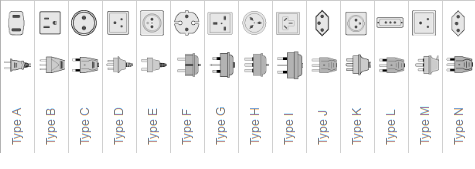 Type A
Type B
Type C
Type D
Type E
Type F
Type G
Type H
Type I
Type J
Type K
Type L
Type M
Type N